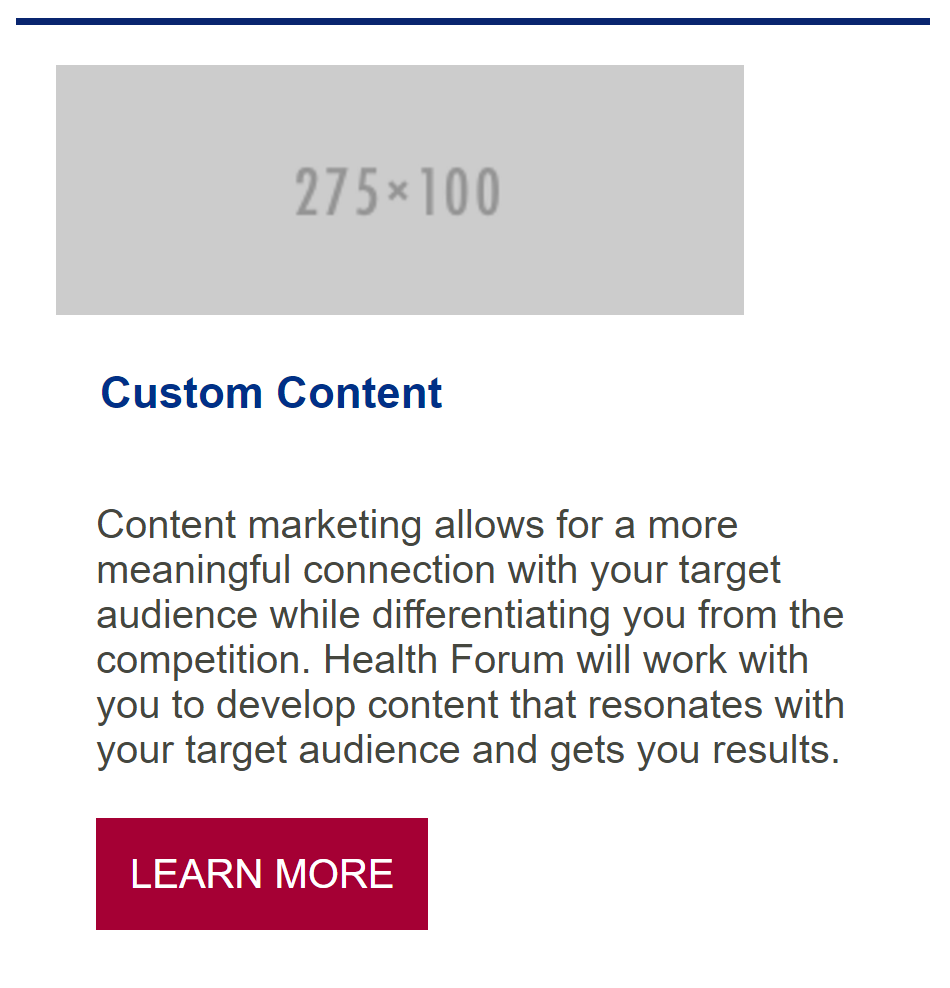 275×100
Custom Content
Content marketing allows for a more
meaningful connection with your target
audience while differentiating you from the
competition. Health Forum will work with
you to develop content that resonates with
your target audience and gets you results.
LEARN MORE